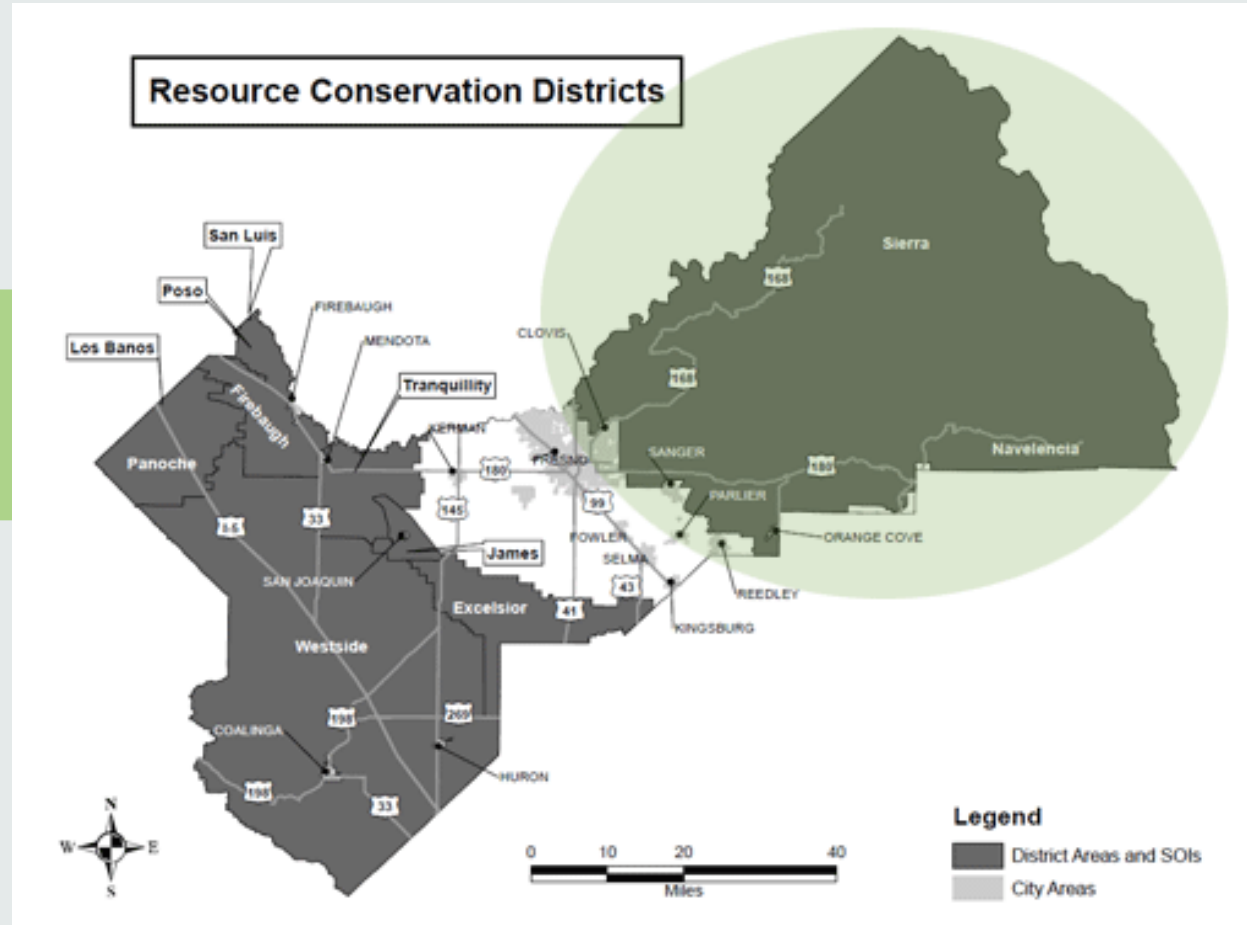 Resource Conservation Districts
San Luis
Poso
Los Banos
FIREBAUGH
MENDOTA
Tranquillity
Firebaugh
Panoche
KERMAN
FRESNO
CLOVIS
Sierra
168
168
Navelencia
SANGER
180
180
PARLIER
99
145
33
I-5
FOWLER
ORANGE COVE
SELMA
James
SAN JOAQUIN
REEDLEY
43
41
Excelsior
KINGSBURG
Westside
198
269
COALINGA
HURON
198
33
N
W
E
S
0 10 20 40
Miles
Legend
District Areas and SOIs
City Areas